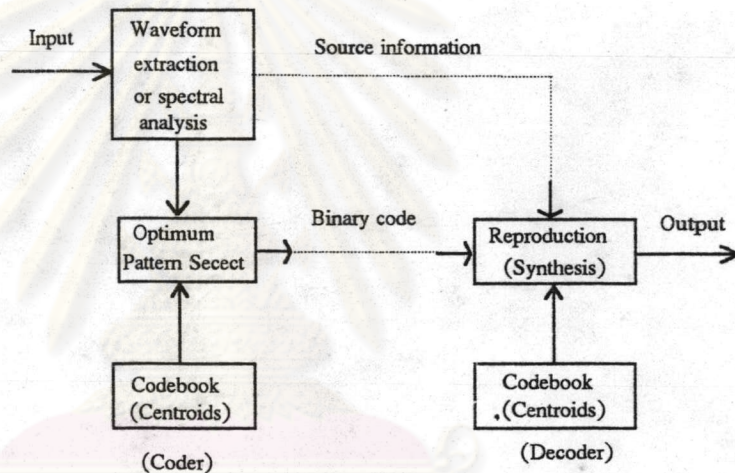 Input
Waveform
extraction
or spectral
analysis
Source information
Optimum
Pattern Secect
Binary code
Reproduction
(Synthesis)
Output
Codebook
(Centroids)
(Coder)
Codebook
(Centroids)
(Decoder)